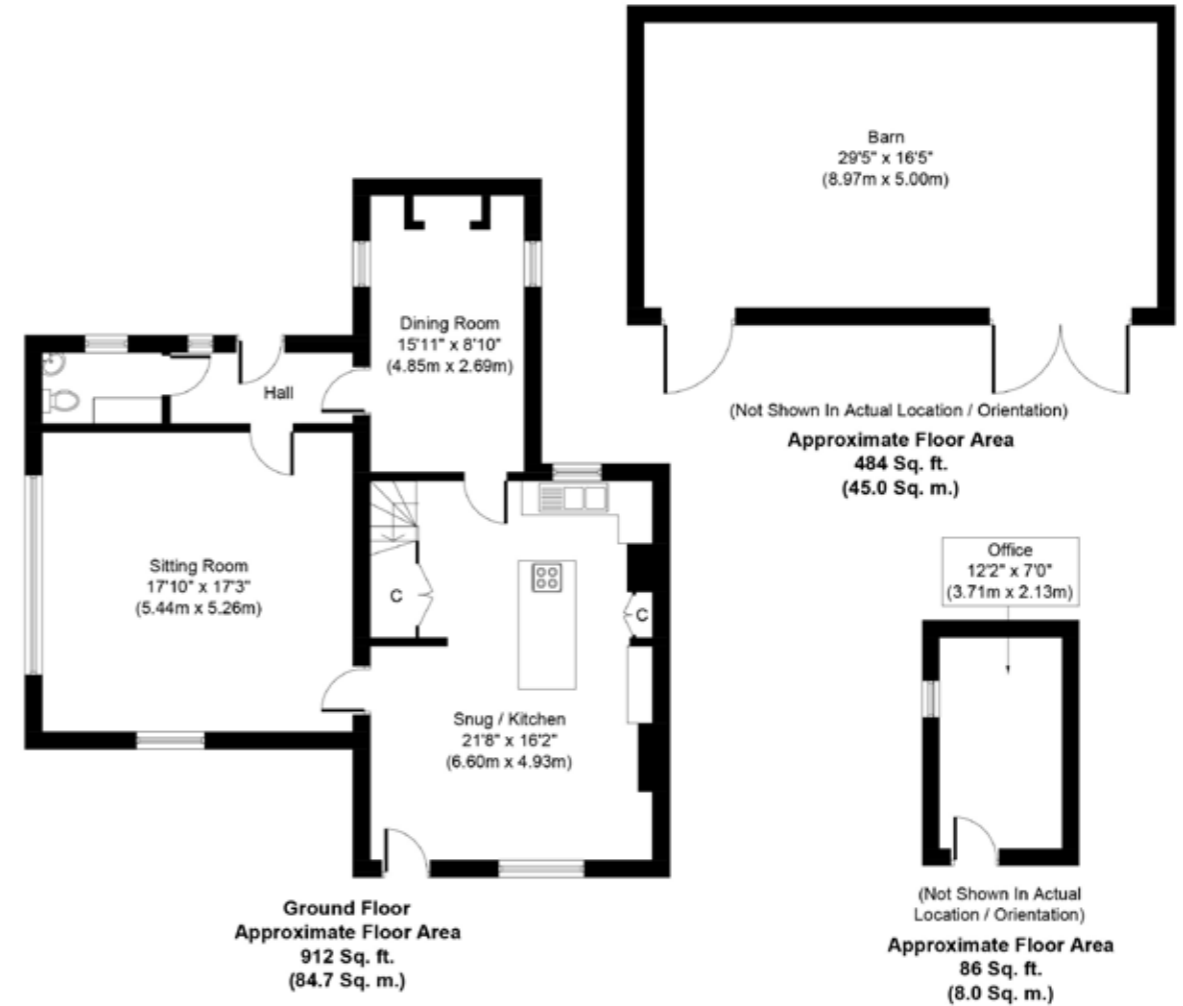 Barn
29'5" x 16'5"
(8.97m x 5.00m)
(Not Shown In Actual Location / Orientation)
Approximate Floor Area
484 Sq. ft.
(45.0 Sq. m.)
Dining Room
15'11" x 8'10"
(4.85m x 2.69m)
Hall
Sitting Room
17'10" x 17'3"
(5.44m x 5.26m)
C
C
Snug / Kitchen
21'8" x 16'2"
(6.60m x 4.93m)
Ground Floor
Approximate Floor Area
912 Sq. ft.
(84.7 Sq. m.)
Office
12'2" x 7'0"
(3.71m x 2.13m)
(Not Shown In Actual
Location / Orientation)
Approximate Floor Area
86 Sq. ft.
(8.0 Sq. m.)